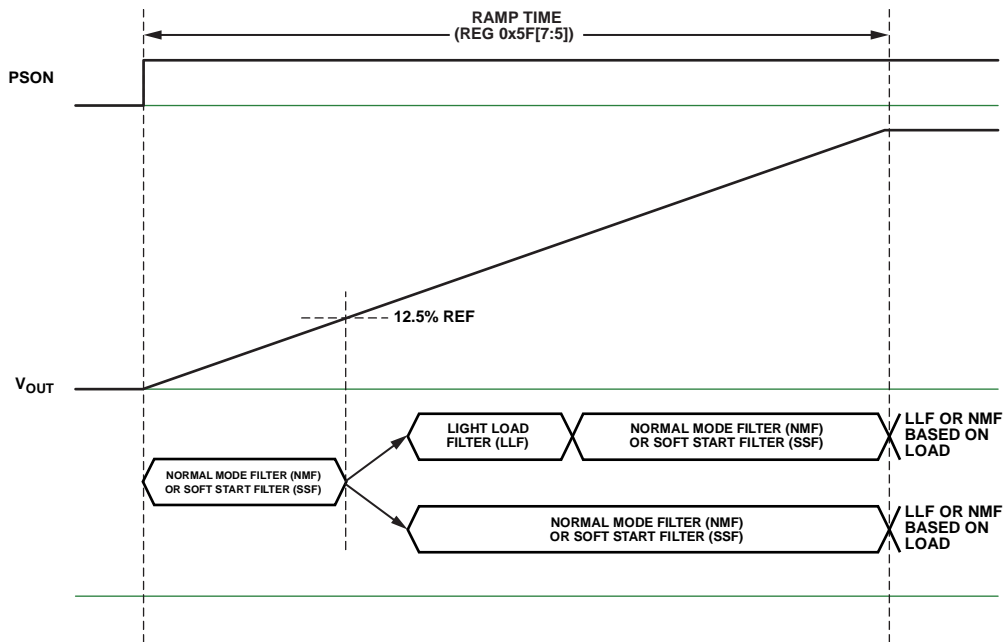 RAMP TIME
(REG 0x5F[7:5])
PSON
12.5% REF
VOUT
LIGHT LOAD
FILTER (LLF)
NORMAL MODE FILTER (NMF)
OR SOFT START FILTER (SSF)
LLF OR NMF
BASED ON
LOAD
NORMAL MODE FILTER (NMF)
OR SOFT START FILTER (SSF)
NORMAL MODE FILTER (NMF)
OR SOFT START FILTER (SSF)
LLF OR NMF
BASED ON
LOAD